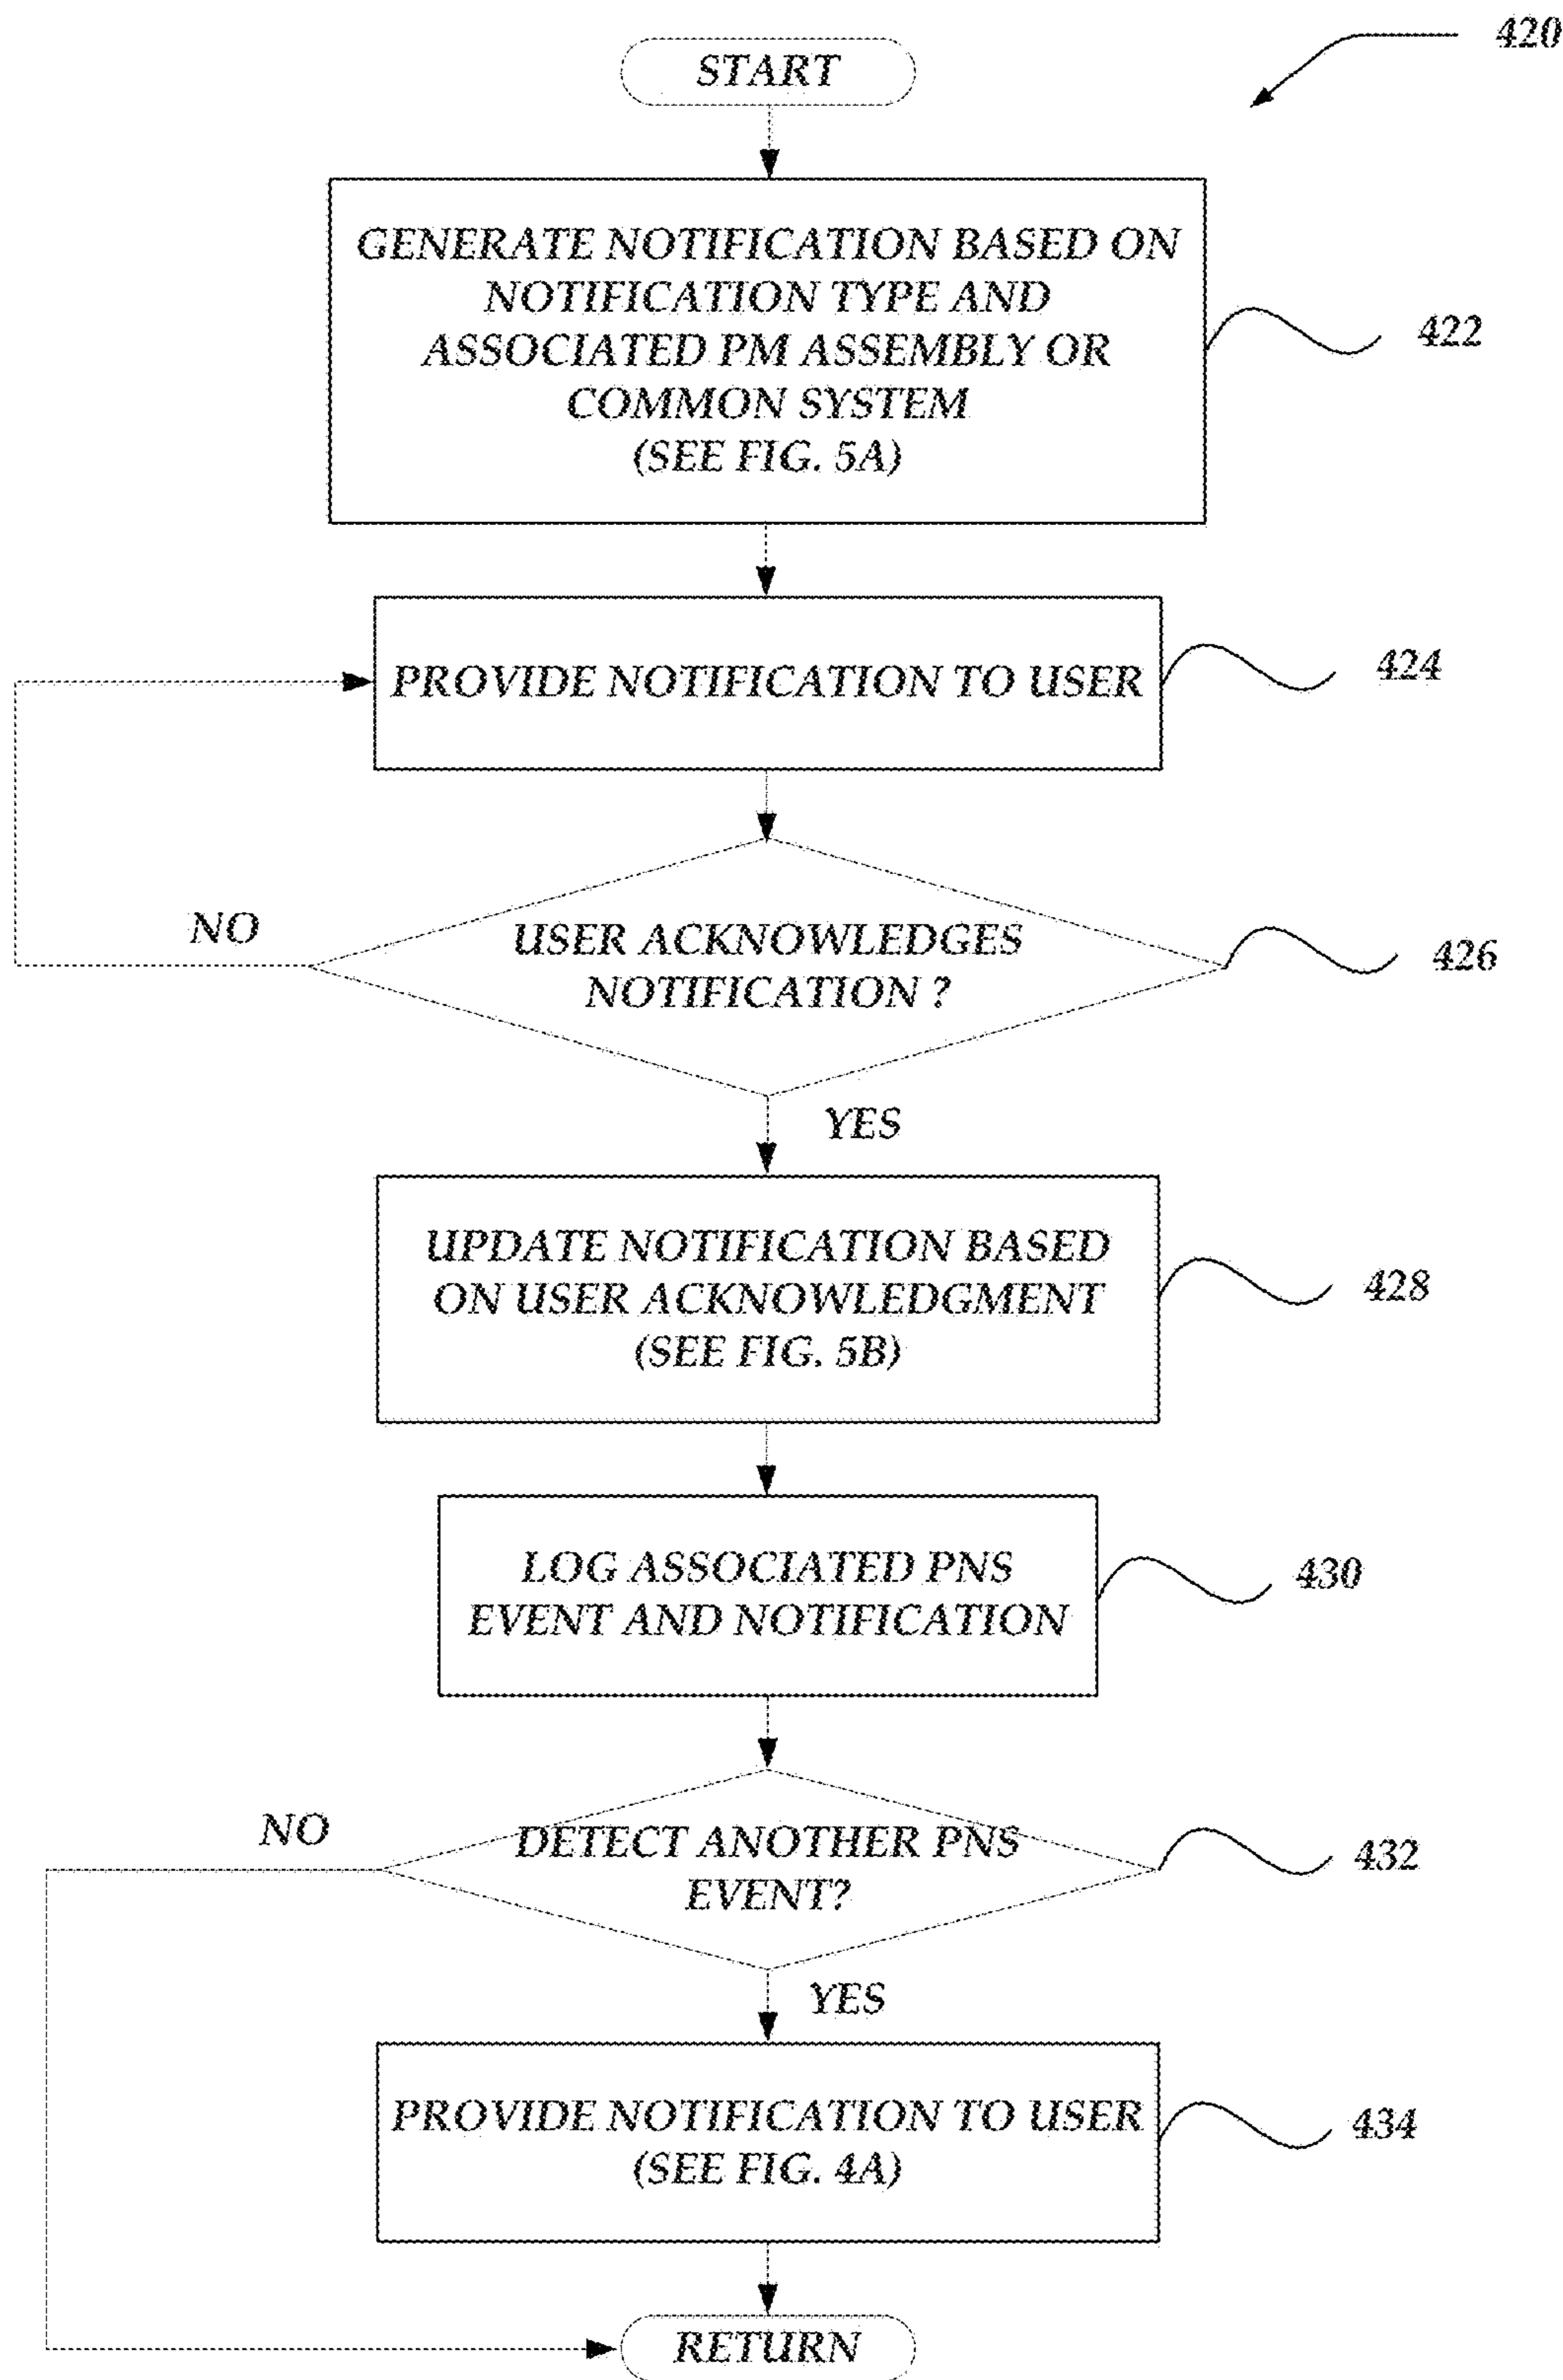 420
START
GENERATE NOTIFICATION BASED ON
NOTIFICATION TYPE AND
ASSOCIATED PM ASSEMBLY OR
COMMON SYSTEM
(SEE FIG. 5A)
422
PROVIDE NOTIFICATION TO USER
424
NO
USER ACKNOWLEDGES
NOTIFICATION ?
426
YES
UPDATE NOTIFICATION BASED
ON USER ACKNOWLEDGMENT
(SEE FIG. 5B)
428
LOG ASSOCIATED PNS
EVENT AND NOTIFICATION
430
NO
DETECT ANOTHER PNS
EVENT?
432
YES
PROVIDE NOTIFICATION TO USER
(SEE FIG. 4A)
434
RETURN